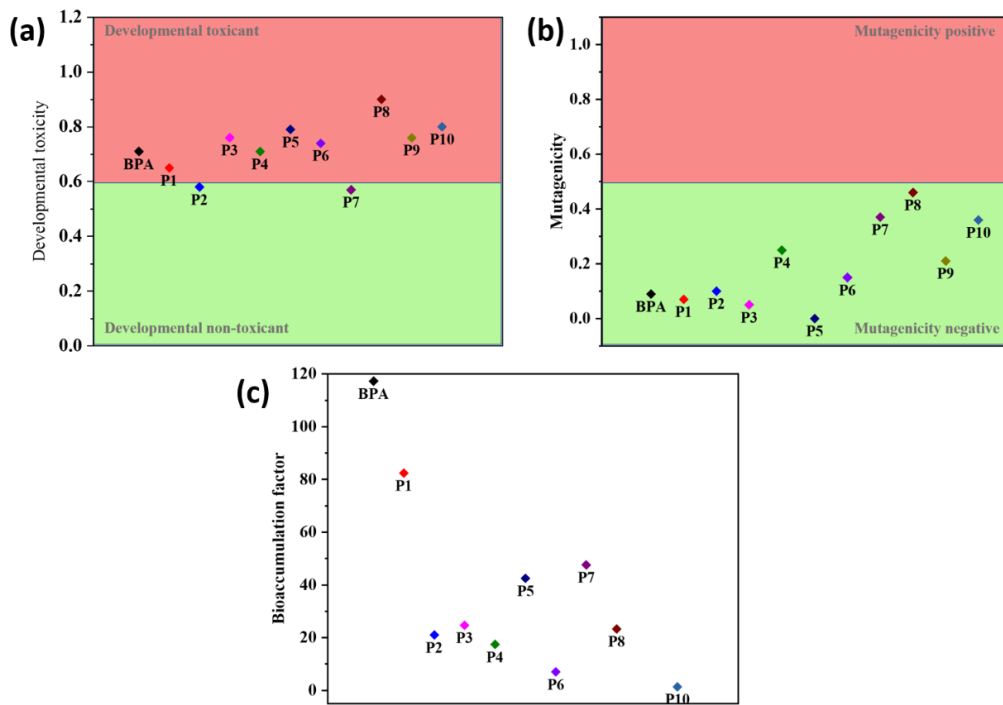 (a)
Developmental toxicity
1.2
1.0
0.8
0.6
0.4
0.2
0.0
Developmental toxicant
BPA
P1
P2
P3
P4
P5
P6
P7
P8
P9
P10
Developmental non-toxicant
(b)
Mutagenicity
1.0
0.8
0.6
0.4
0.2
0.0
Mutagenicity positive
BPA
P1
P2
P3
P4
P5
P6
P7
P8
P9
P10
Mutagenicity negative
(c)
Bioaccumulation factor
120
100
80
60
40
20
0
BPA
P1
P2
P3
P4
P5
P6
P7
P8
P10